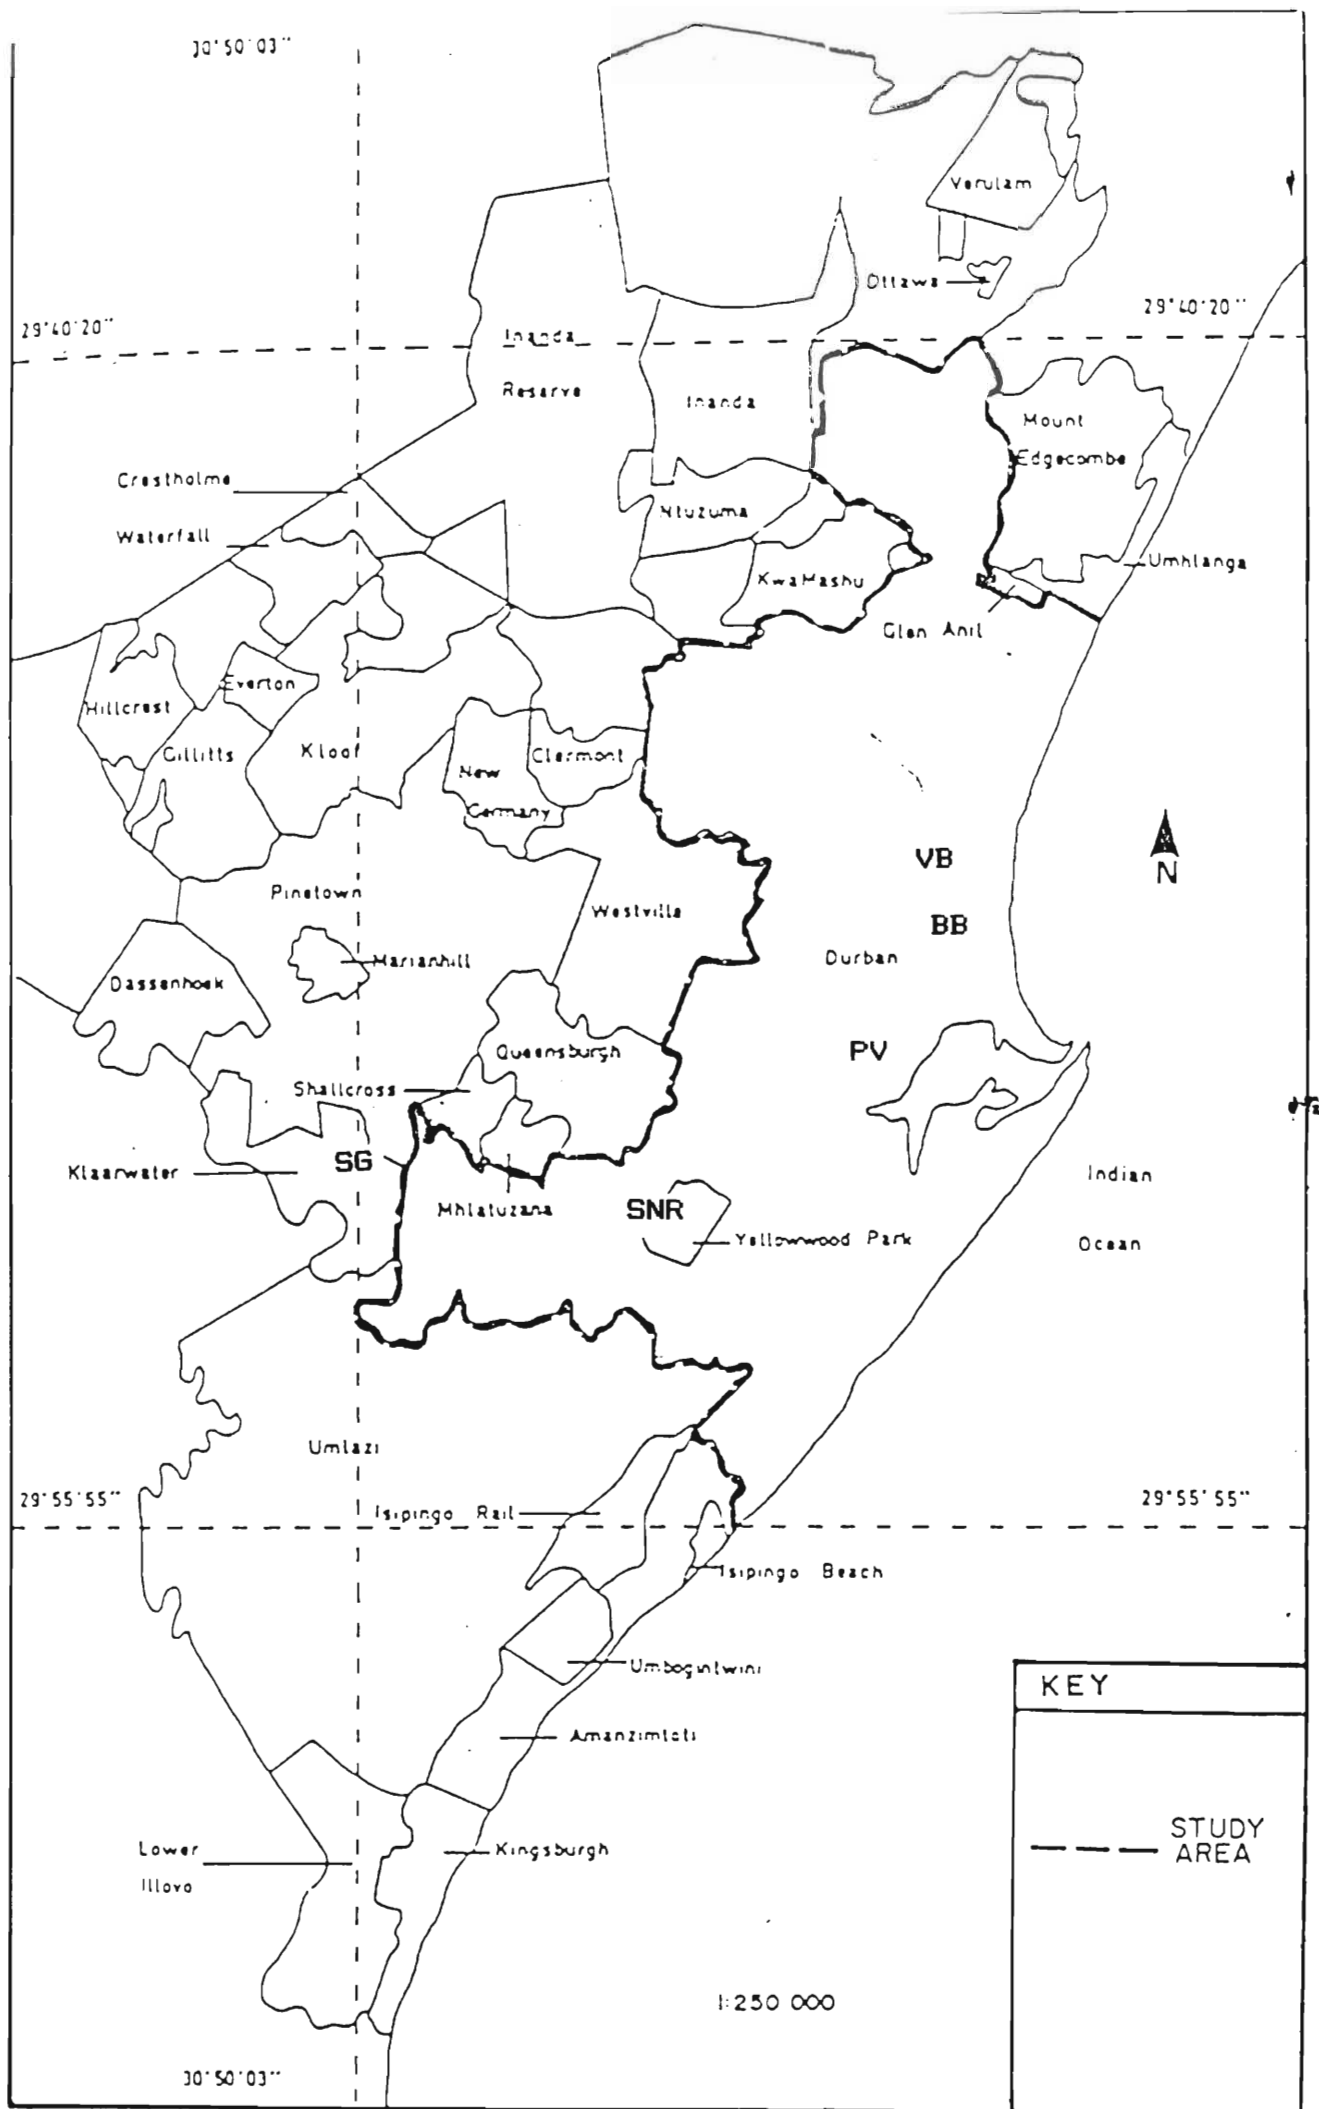 30°50'03"
Verulam
Ottawa
29°40'20"
29°40'20"
Inanda
Reserve
Inanda
Mount
Edgecombe
Crestholme
Waterfall
Ntuzuma
KwaMashu
Umhlanga
Glen Anil
Everton
Hillcrest
Gillitts
Kloof
New
Germany
Clermont
VB
N
Pinetown
Westville
BB
Marianhill
Durban
Dassenhoek
Queensburgh
PV
Shallcross
SG
Klaarwater
Mhlatuzana
SNR
Yellowwood Park
Indian
Ocean
Umlazi
29°55'55"
29°55'55"
Isipingo Rail
Isipingo Beach
Umbogintwini
KEY
Amanzimtoti
STUDY
AREA
Lower
Illovo
Kingsburgh
1:250 000
30°50'03"